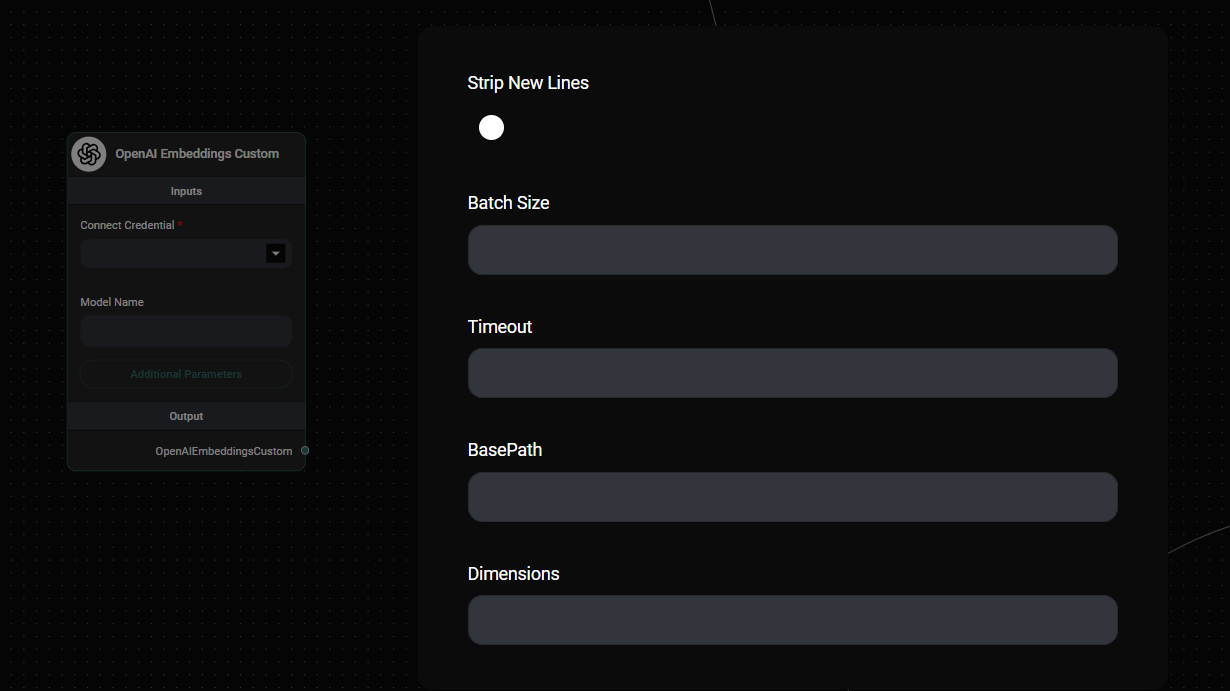 OpenAI Embeddings Custom
Inputs
Connect Credential *
Model Name
Additional Parameters
Output
OpenAIEmbeddingsCustom
Strip New Lines
Batch Size
Timeout
BasePath
Dimensions